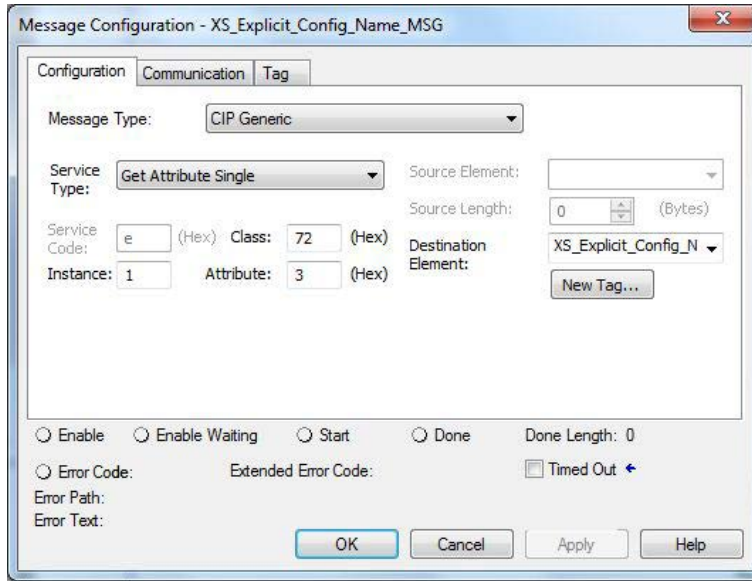 Message Configuration - XS_Explicit_Config_Name_MSG
Configuration Communication Tag
Message Type: CIP Generic
Service Type: Get Attribute Single
Source Element:
Source Length: 0 (Bytes)
Service Code: e (Hex) Class: 72 (Hex)
Destination Element: XS_Explicit_Config_N
Instance: 1 Attribute: 3 (Hex)
New Tag...
Enable Enable Waiting Start Done Done Length: 0
Error Code: Extended Error Code: Timed Out
Error Path:
Error Text:
OK Cancel Apply Help